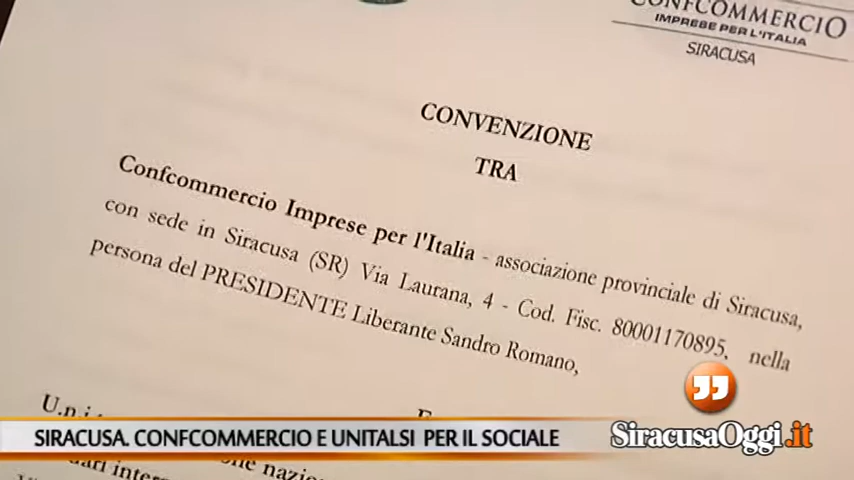 CONFCOMMERCIO
IMPRESE PER L'ITALIA
SIRACUSA
CONVENZIONE
TRA
Confcommercio Imprese per l'Italia - associazione provinciale di Siracusa,
con sede in Siracusa (SR) Via Laurana, 4 - Cod. Fisc. 80001170895, nella
persona del PRESIDENTE Liberante Sandro Romano,
SIRACUSA. CONFCOMMERCIO E UNITALSI PER IL SOCIALE
SiracusaOggi.it